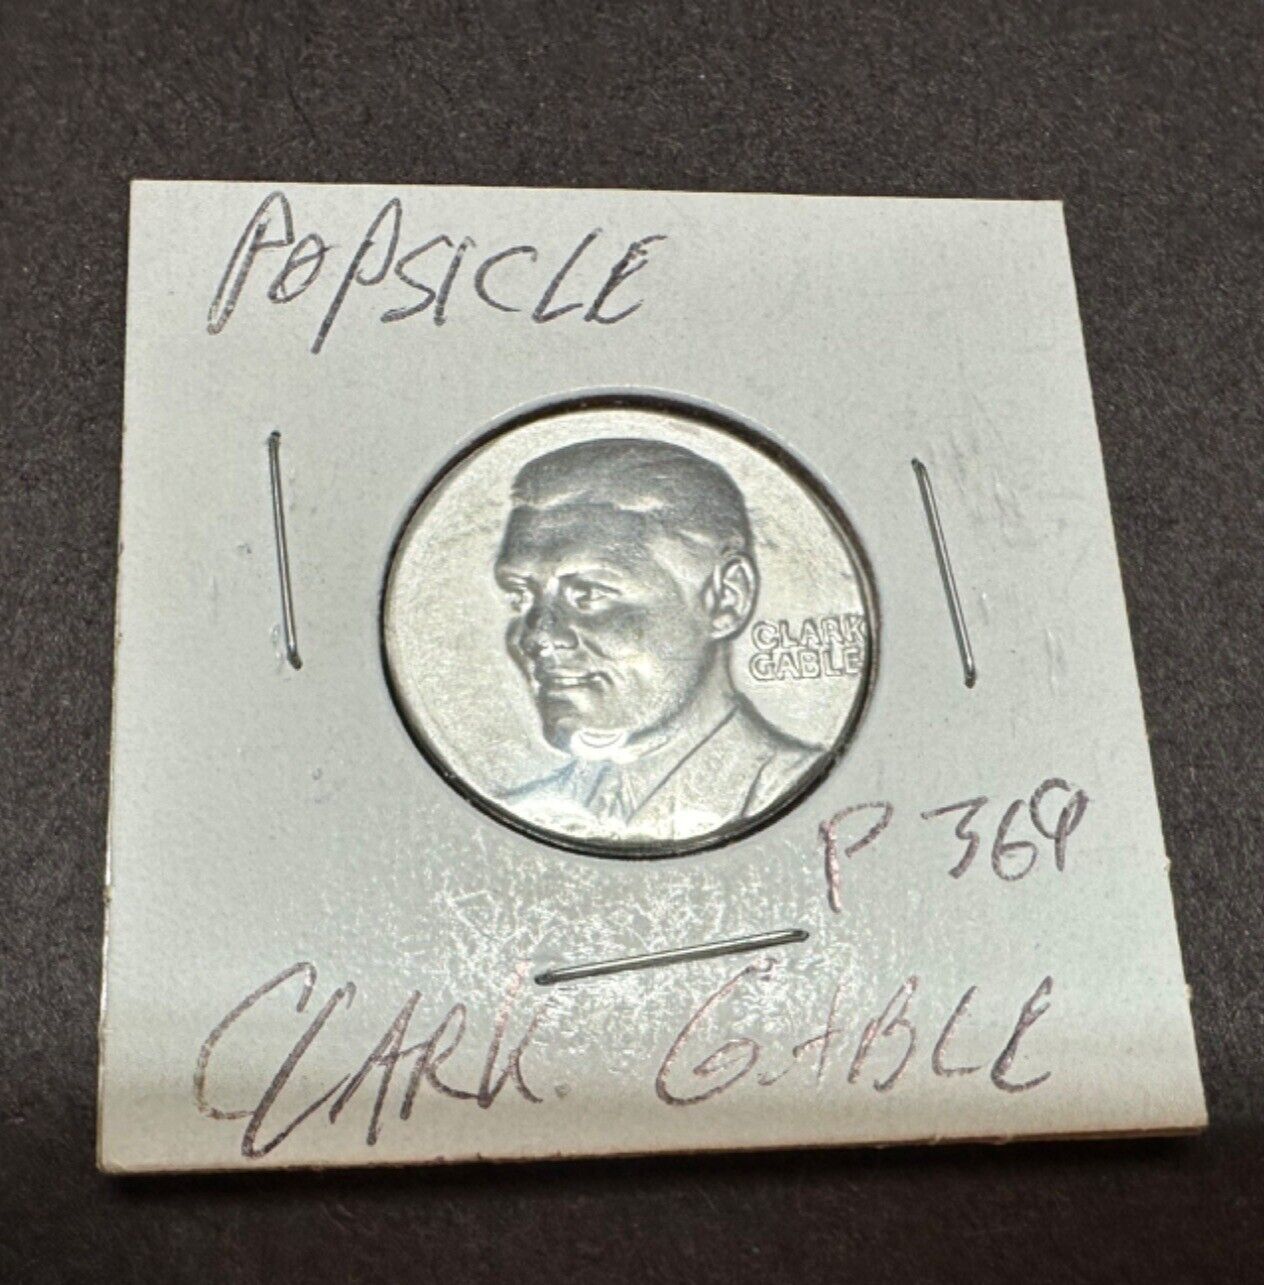 POPSICLE
CLARK
GABLE
P 369
CLARK. GABLE